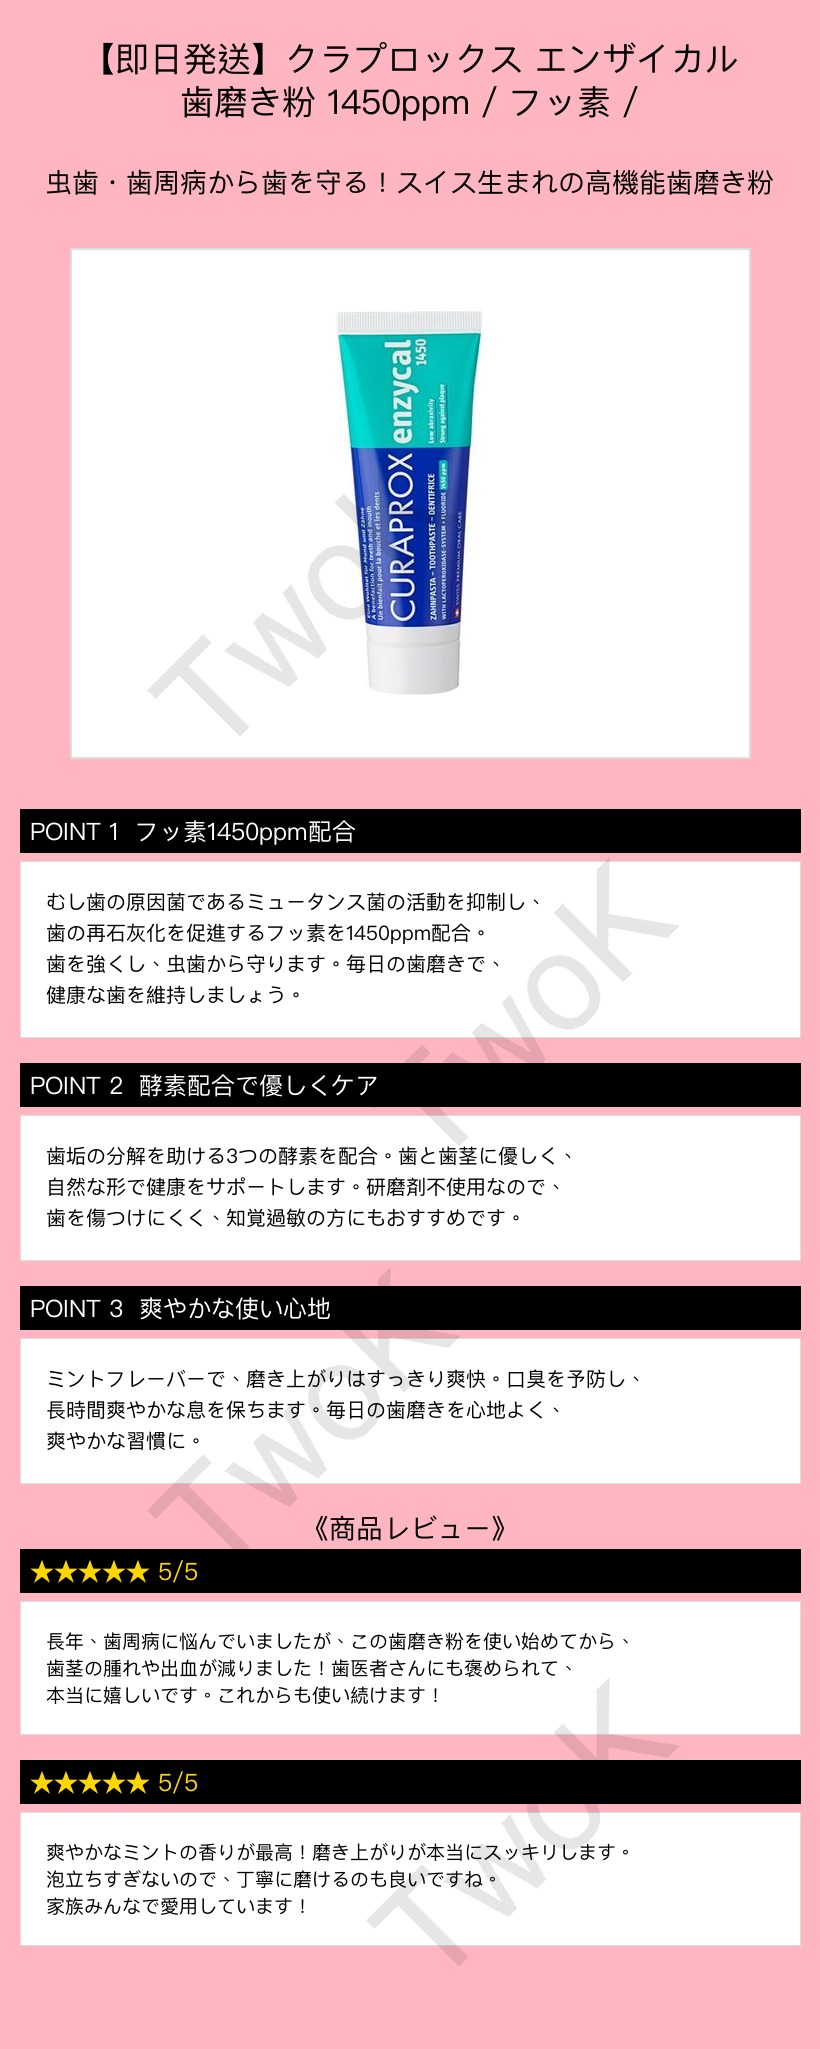 【即日発送】クラプロックス エンザイカル
歯磨き粉 1450ppm / フッ素 /
虫歯・歯周病から歯を守る！スイス生まれの高機能歯磨き粉
CURAPROX enzycal
1450
Low abrasivity
Strong against plaque
Eine Wohltat für Mund und Zähne
A benefaction for teeth and mouth
Un bienfait pour la bouche et les dents
ZAHNPASTA – TOOTHPASTE – DENTIFRICE
WITH LACTOPEROXIDASE-SYSTEM + FLUORIDE 1450 ppm
SWISS PREMIUM ORAL CARE
TwoK
POINT 1 フッ素1450ppm配合
むし歯の原因菌であるミュータンス菌の活動を抑制し、
歯の再石灰化を促進するフッ素を1450ppm配合。
歯を強くし、虫歯から守ります。毎日の歯磨きで、
健康な歯を維持しましょう。
TwoK
POINT 2 酵素配合で優しくケア
歯垢の分解を助ける3つの酵素を配合。歯と歯茎に優しく、
自然な形で健康をサポートします。研磨剤不使用なので、
歯を傷つけにくく、知覚過敏の方にもおすすめです。
POINT 3 爽やかな使い心地
ミントフレーバーで、磨き上がりはすっきり爽快。口臭を予防し、
長時間爽やかな息を保ちます。毎日の歯磨きを心地よく、
爽やかな習慣に。
TwoK
《商品レビュー》
★★★★★ 5/5
長年、歯周病に悩んでいましたが、この歯磨き粉を使い始めてから、
歯茎の腫れや出血が減りました！歯医者さんにも褒められて、
本当に嬉しいです。これからも使い続けます！
★★★★★ 5/5
爽やかなミントの香りが最高！磨き上がりが本当にスッキリします。
泡立ちすぎないので、丁寧に磨けるのも良いですね。
家族みんなで愛用しています！
TwoK